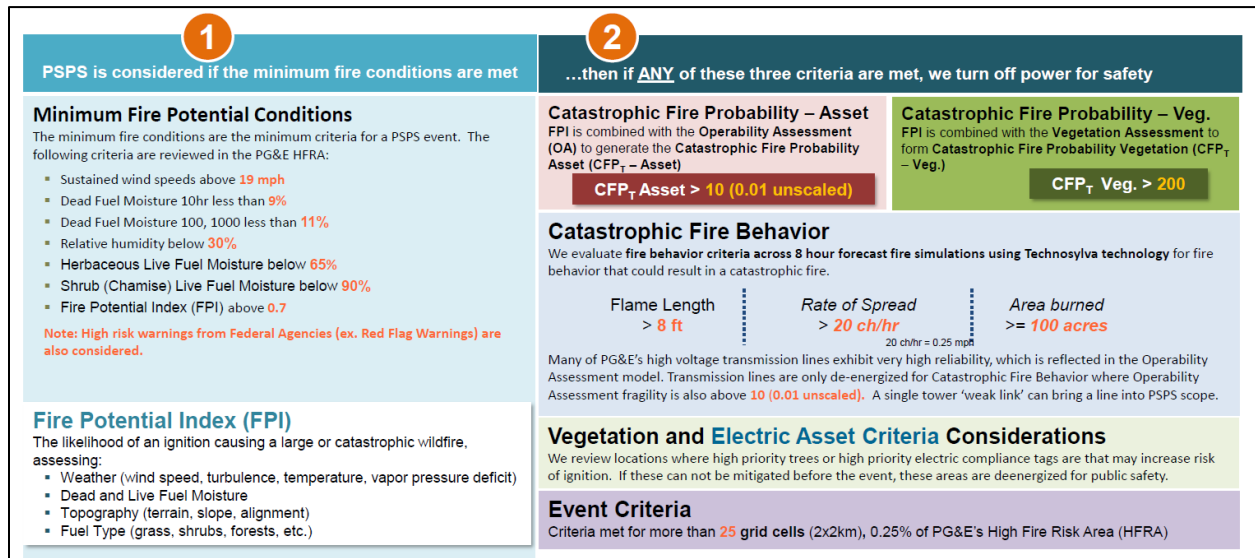 1
PSPS is considered if the minimum fire conditions are met
Minimum Fire Potential Conditions
The minimum fire conditions are the minimum criteria for a PSPS event. The
following criteria are reviewed in the PG&E HFRA:
▪ Sustained wind speeds above 19 mph
▪ Dead Fuel Moisture 10hr less than 9%
▪ Dead Fuel Moisture 100, 1000 less than 11%
▪ Relative humidity below 30%
▪ Herbaceous Live Fuel Moisture below 65%
▪ Shrub (Chamise) Live Fuel Moisture below 90%
▪ Fire Potential Index (FPI) above 0.7
Note: High risk warnings from Federal Agencies (ex. Red Flag Warnings) are
also considered.
Fire Potential Index (FPI)
The likelihood of an ignition causing a large or catastrophic wildfire,
assessing:
▪ Weather (wind speed, turbulence, temperature, vapor pressure deficit)
▪ Dead and Live Fuel Moisture
▪ Topography (terrain, slope, alignment)
▪ Fuel Type (grass, shrubs, forests, etc.)
2
…then if ANY of these three criteria are met, we turn off power for safety
Catastrophic Fire Probability – Asset
FPI is combined with the Operability Assessment
(OA) to generate the Catastrophic Fire Probability
Asset (CFPT – Asset)
CFPT Asset > 10 (0.01 unscaled)
Catastrophic Fire Probability – Veg.
FPI is combined with the Vegetation Assessment to
form Catastrophic Fire Probability Vegetation (CFPT
– Veg.)
CFPT Veg. > 200
Catastrophic Fire Behavior
We evaluate fire behavior criteria across 8 hour forecast fire simulations using Technosylva technology for fire
behavior that could result in a catastrophic fire.
Flame Length
> 8 ft
Rate of Spread
> 20 ch/hr
20 ch/hr = 0.25 mph
Area burned
>= 100 acres
Many of PG&E's high voltage transmission lines exhibit very high reliability, which is reflected in the Operability
Assessment model. Transmission lines are only de-energized for Catastrophic Fire Behavior where Operability
Assessment fragility is also above 10 (0.01 unscaled). A single tower 'weak link' can bring a line into PSPS scope.
Vegetation and Electric Asset Criteria Considerations
We review locations where high priority trees or high priority electric compliance tags are that may increase risk
of ignition. If these can not be mitigated before the event, these areas are deenergized for public safety.
Event Criteria
Criteria met for more than 25 grid cells (2x2km), 0.25% of PG&E's High Fire Risk Area (HFRA)